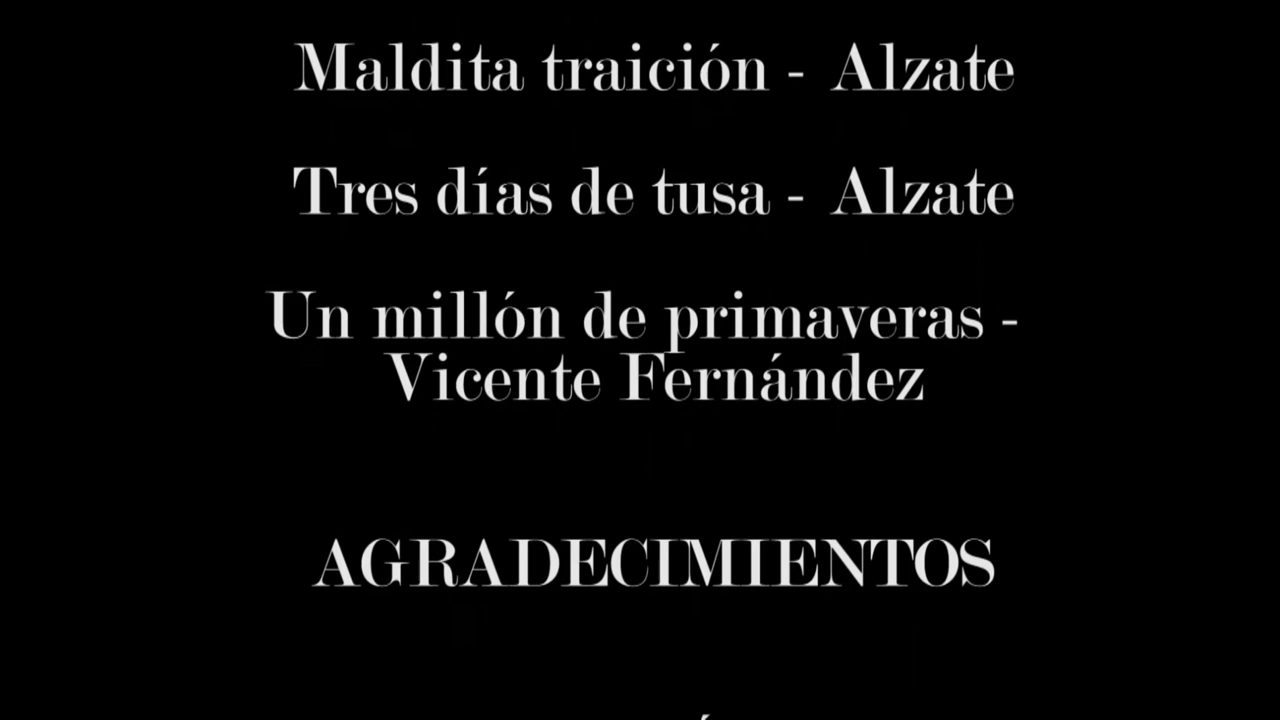 Maldita traición - Alzate
Tres días de tusa - Alzate
Un millón de primaveras -
Vicente Fernández
AGRADECIMIENTOS